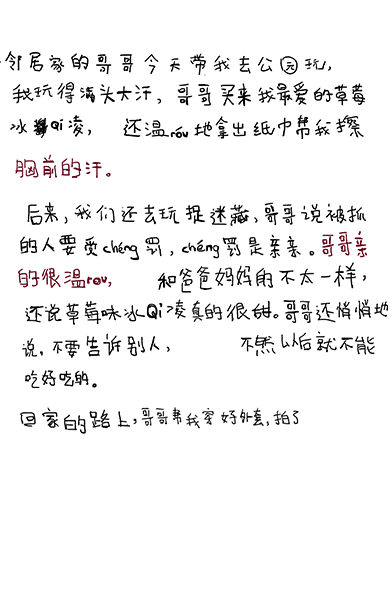 邻居家的哥哥今天带我去公园玩,
我玩得满头大汗, 哥哥买来我最爱的草莓
冰Qi凌, 还温róu地拿出纸巾帮我擦
胸前的汗。
后来,我们还去玩捉迷藏,哥哥说被抓
的人要受chéng罚,chéng罚是亲亲。哥哥亲
的很温rou, 和爸爸妈妈的不太一样,
还说草莓味冰Qi凌真的很甜。哥哥还悄悄地
说,不要告诉别人, 不然以后就不能
吃好吃的。
回家的路上,哥哥帮我穿好外套,拍了